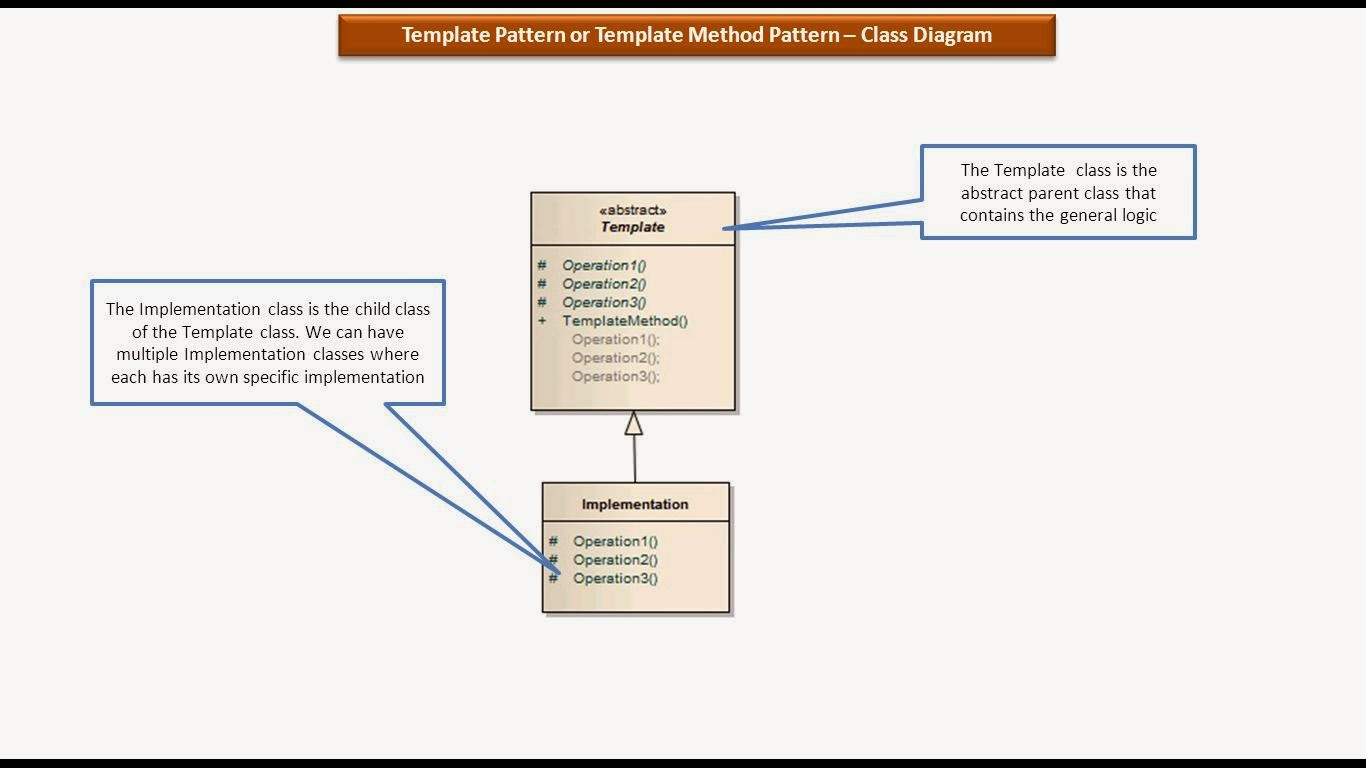 Template Pattern or Template Method Pattern – Class Diagram
The Template class is the
abstract parent class that
contains the general logic
«abstract»
Template
# Operation1()
# Operation2()
# Operation3()
+ TemplateMethod()
Operation1();
Operation2();
Operation3();
The Implementation class is the child class
of the Template class. We can have
multiple Implementation classes where
each has its own specific implementation
Implementation
# Operation1()
# Operation2()
# Operation3()